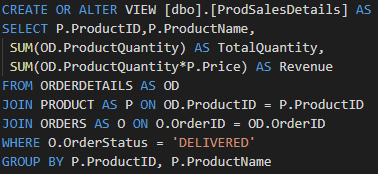 CREATE OR ALTER VIEW [dbo].[ProdSalesDetails] AS
SELECT P.ProductID,P.ProductName,
SUM(OD.ProductQuantity) AS TotalQuantity,
SUM(OD.ProductQuantity*P.Price) AS Revenue
FROM ORDERDETAILS AS OD
JOIN PRODUCT AS P ON OD.ProductID = P.ProductID
JOIN ORDERS AS O ON O.OrderID = OD.OrderID
WHERE O.OrderStatus = 'DELIVERED'
GROUP BY P.ProductID, P.ProductName